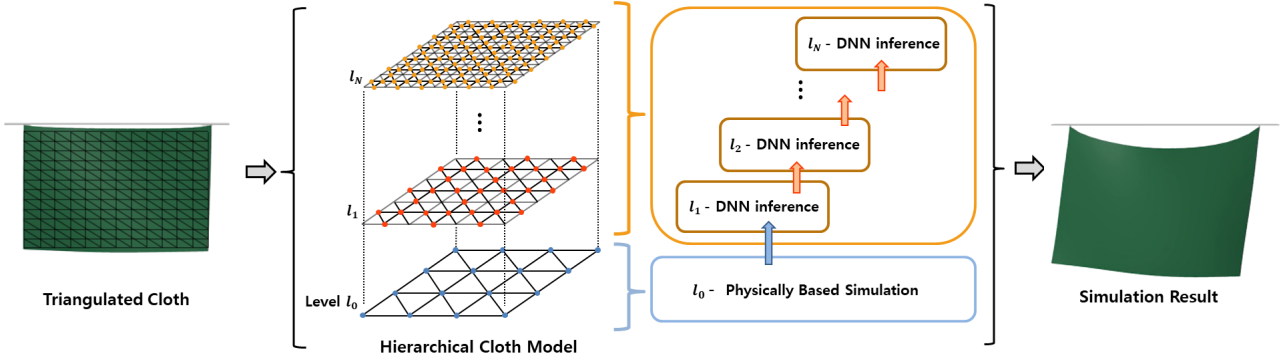 Triangulated Cloth
l_N
⋮
l_1
Level l_0
Hierarchical Cloth Model
l_N - DNN inference
⋮
l_2 - DNN inference
l_1 - DNN inference
l_0 - Physically Based Simulation
Simulation Result